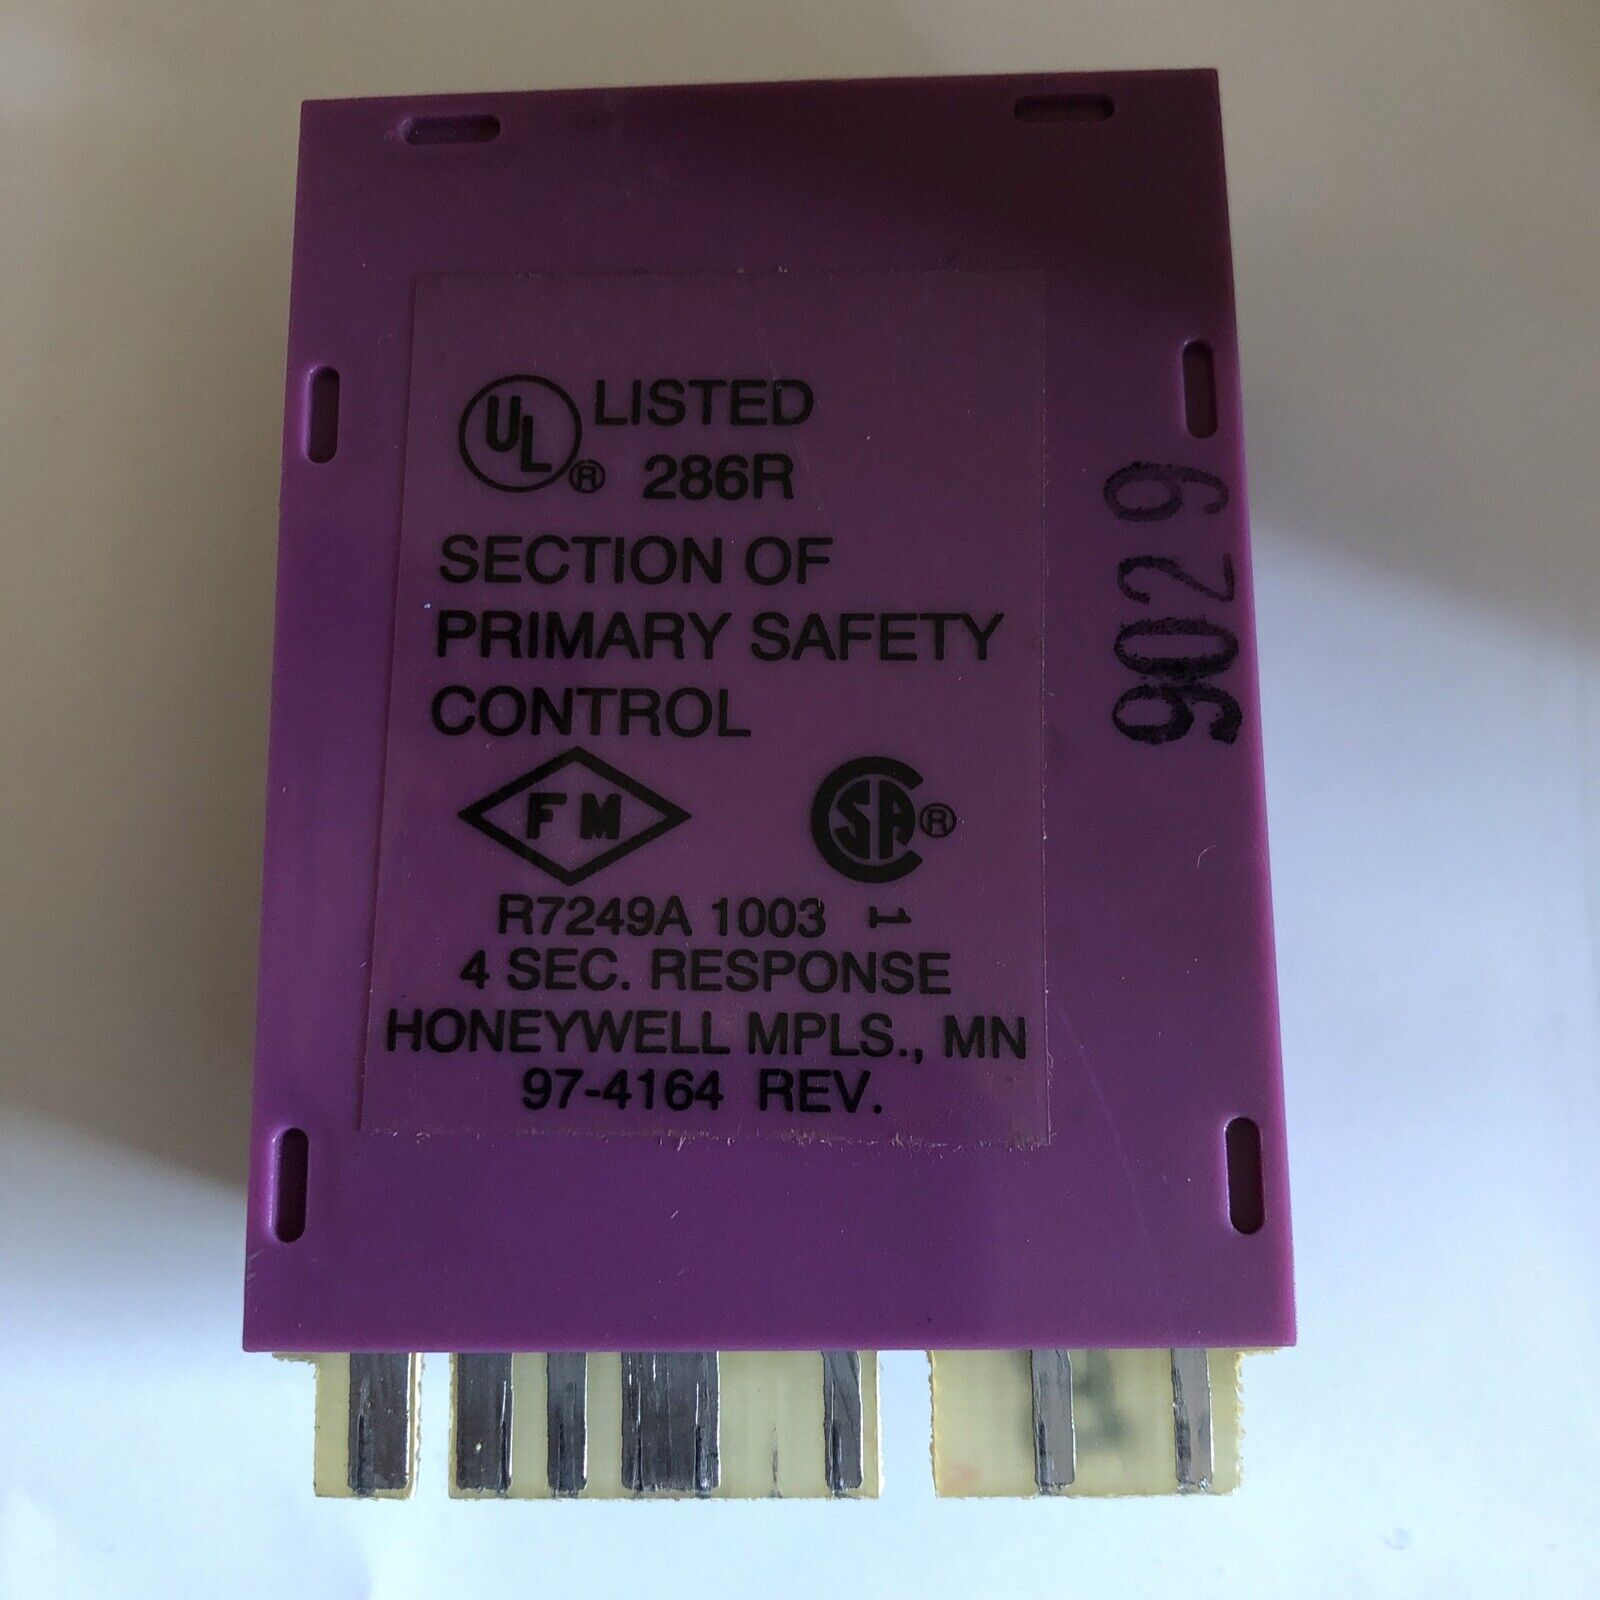 UL® LISTED
286R
SECTION OF
PRIMARY SAFETY
CONTROL
FM
CSA®
R7249A 1003 1
4 SEC. RESPONSE
HONEYWELL MPLS., MN
97-4164 REV.
9029